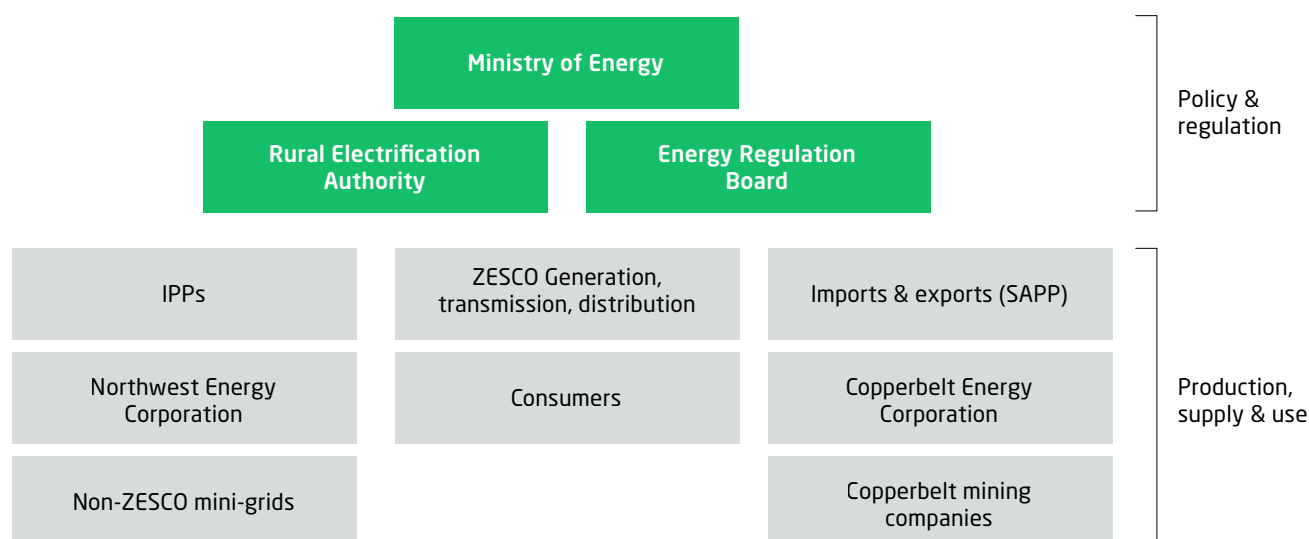 Ministry of Energy
Policy &
regulation
Rural Electrification
Authority
Energy Regulation
Board
IPPs
ZESCO Generation,
transmission, distribution
Imports & exports (SAPP)
Northwest Energy
Corporation
Consumers
Copperbelt Energy
Corporation
Production,
supply & use
Non-ZESCO mini-grids
Copperbelt mining
companies